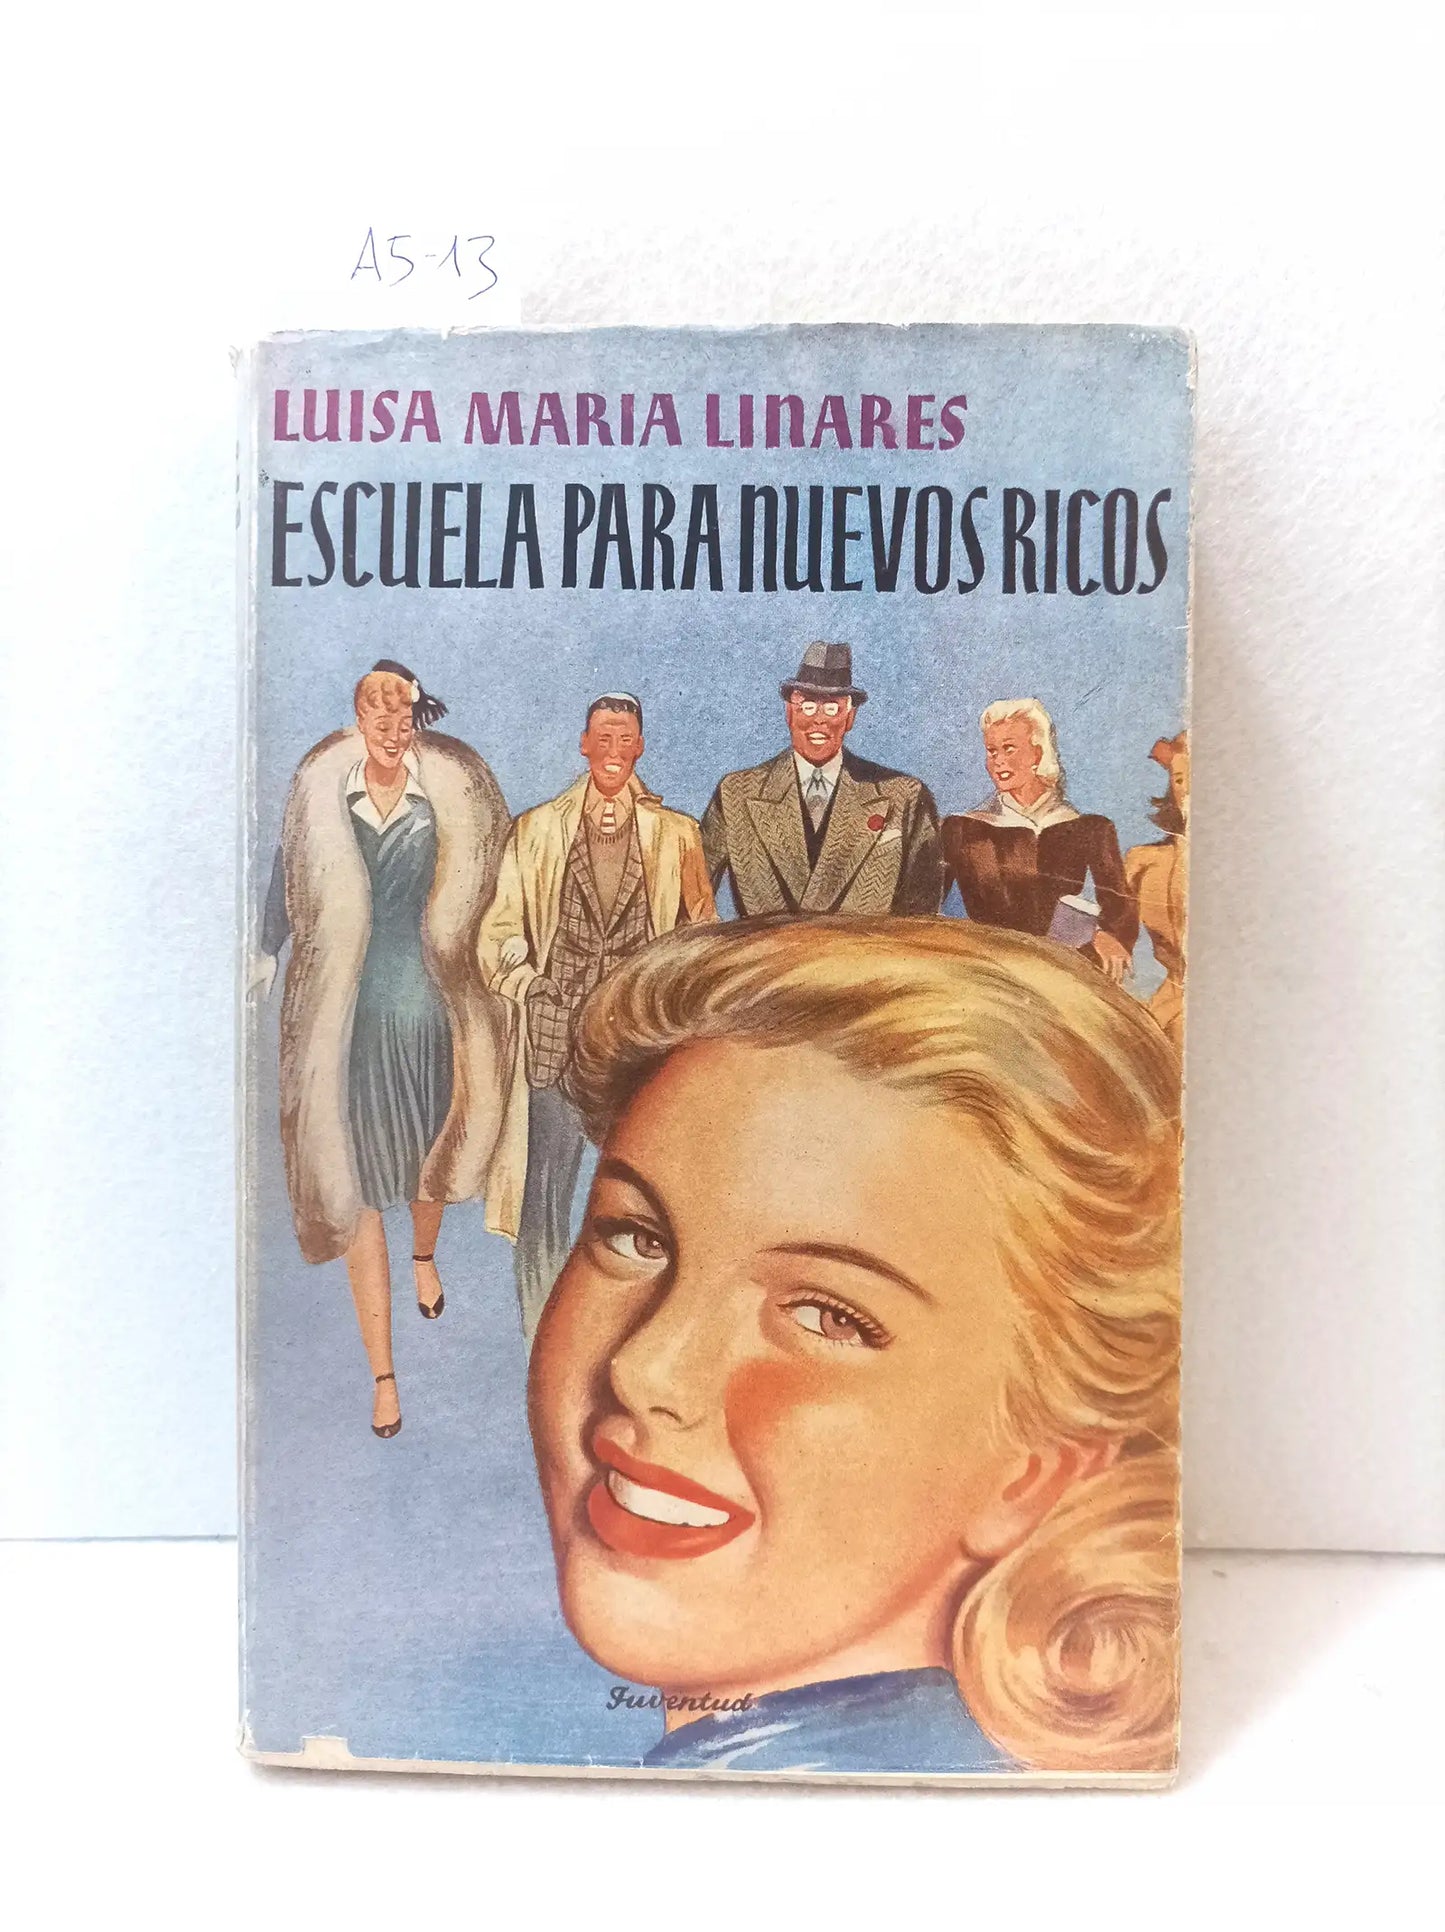 A5-13
LUISA MARIA LINARES
ESCUELA PARA NUEVOS RICOS
Juventud